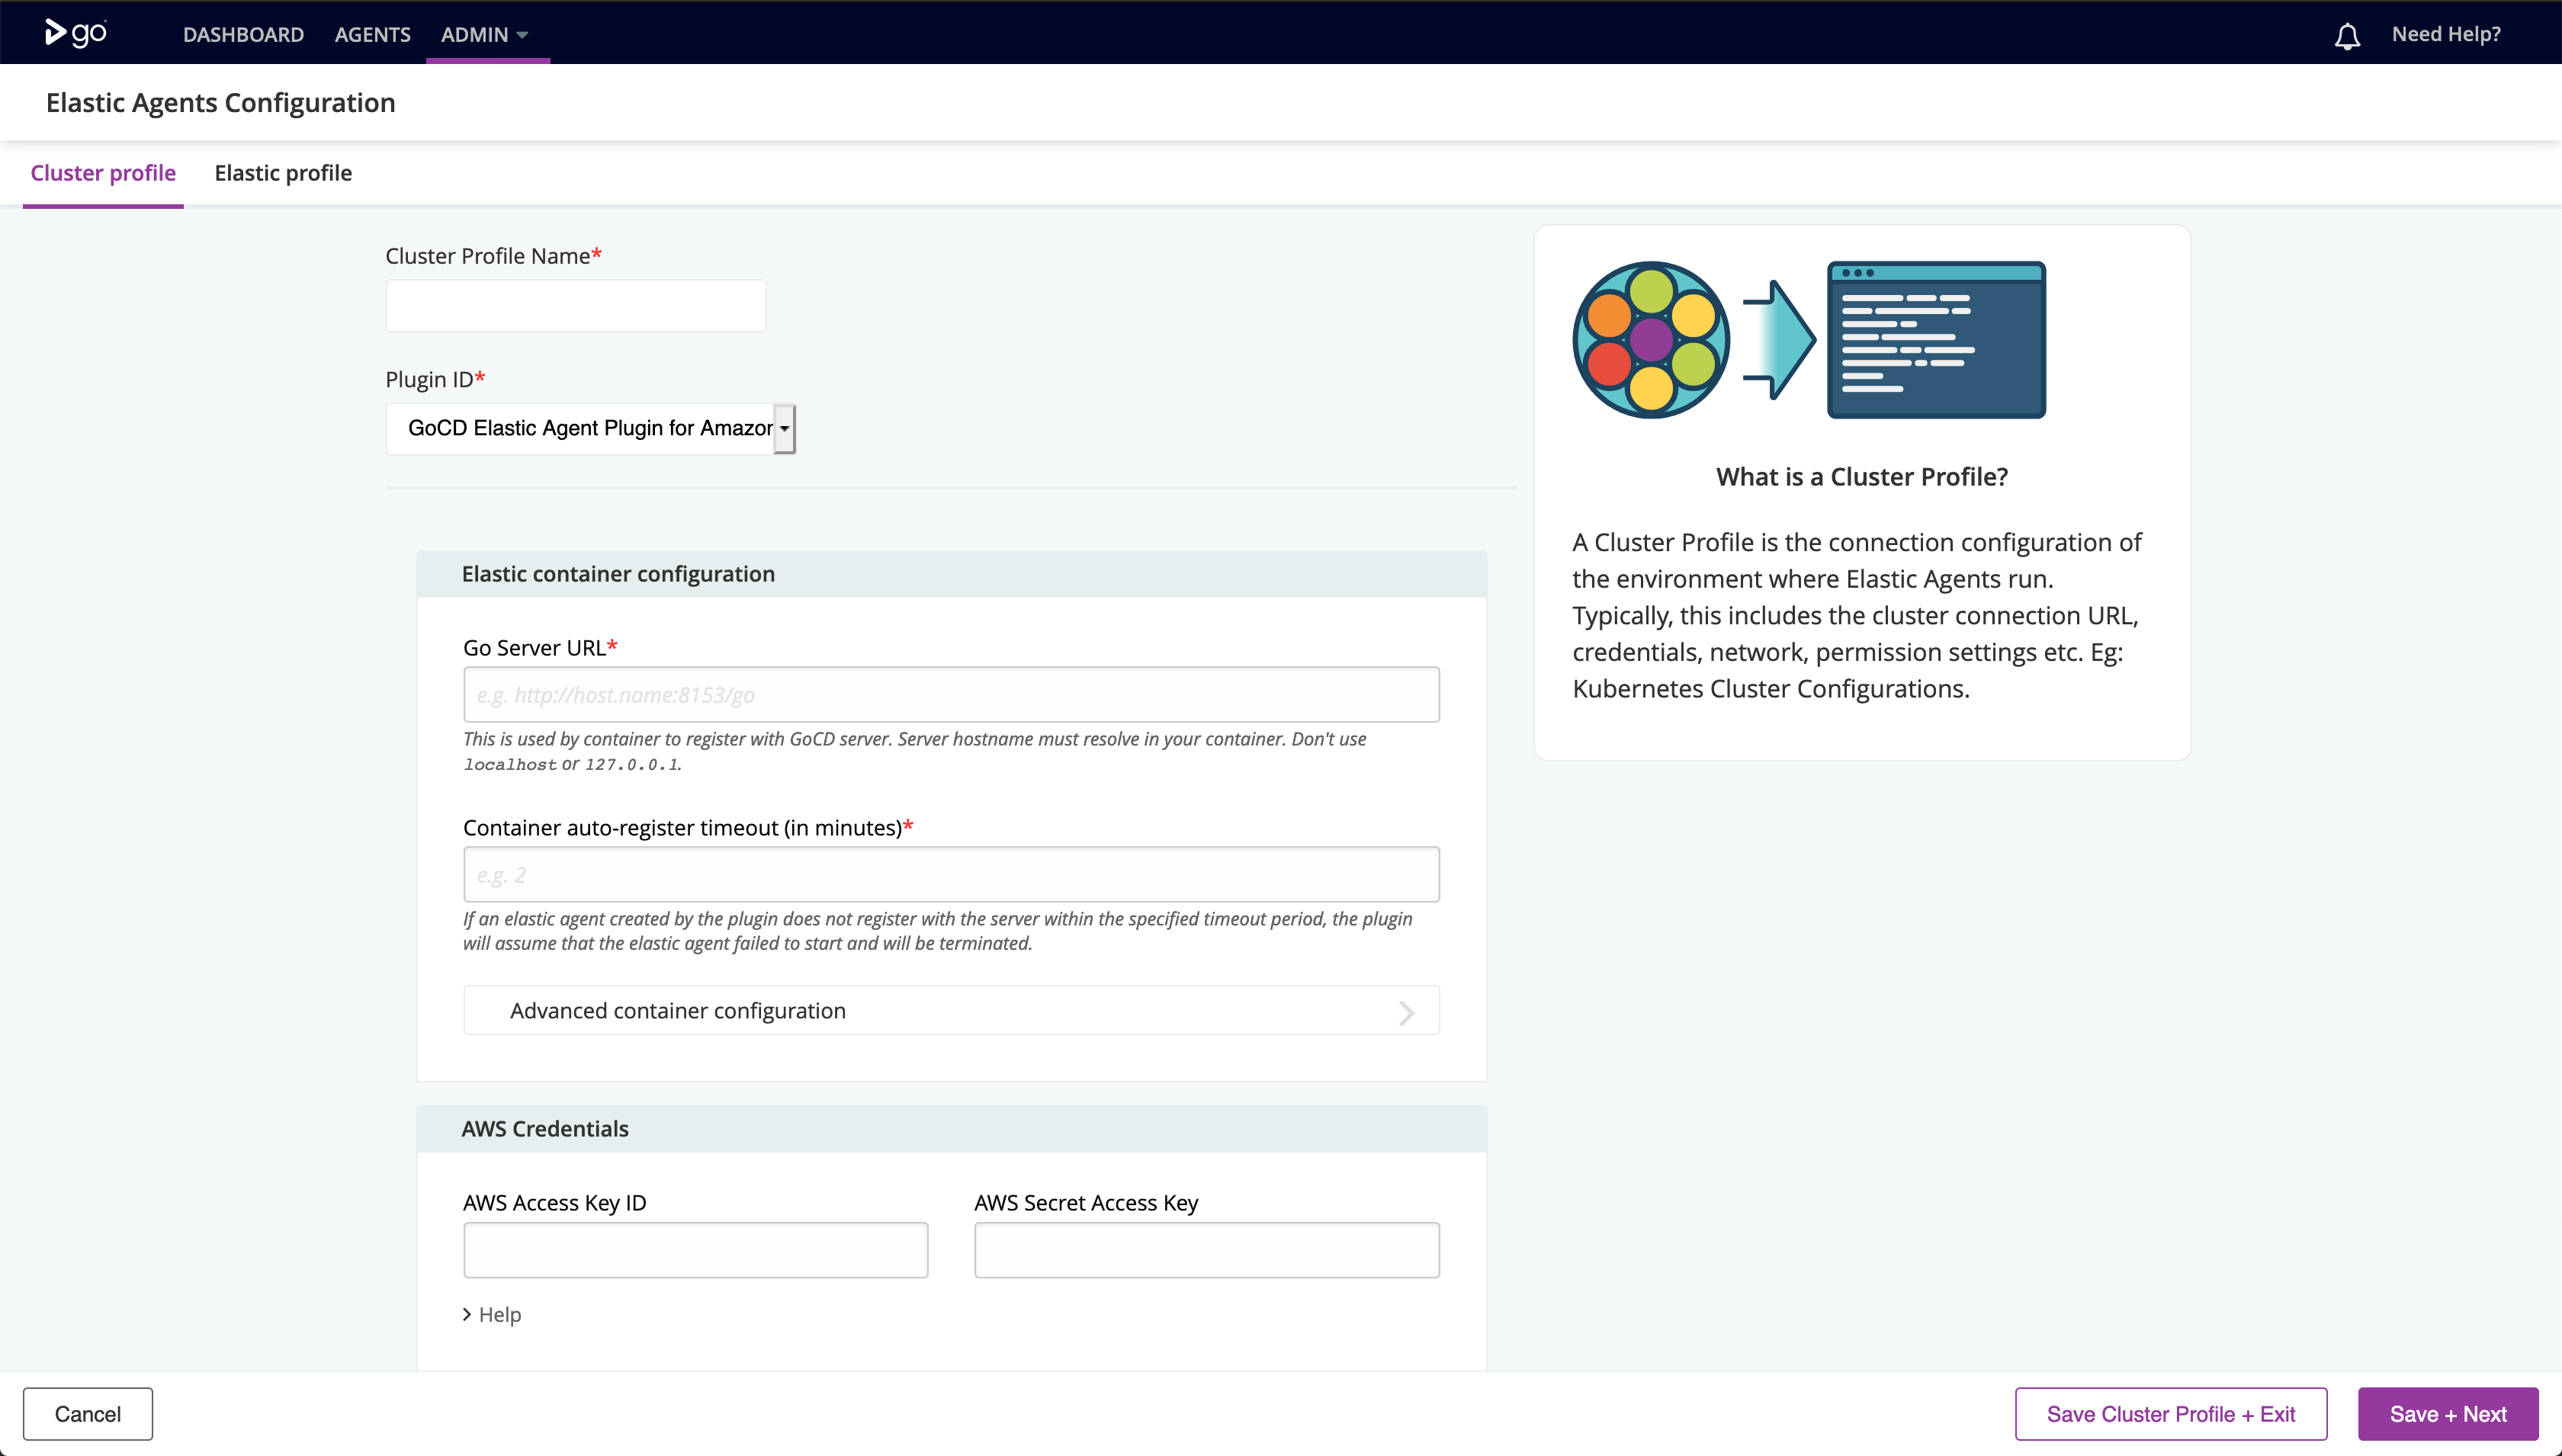 go
DASHBOARD
AGENTS
ADMIN
Need Help?
Elastic Agents Configuration
Cluster profile
Elastic profile
Cluster Profile Name*
Plugin ID*
GoCD Elastic Agent Plugin for Amazon
Elastic container configuration
Go Server URL*
e.g. http://host.name:8153/go
This is used by container to register with GoCD server. Server hostname must resolve in your container. Don't use
localhost or 127.0.0.1.
Container auto-register timeout (in minutes)*
e.g. 2
If an elastic agent created by the plugin does not register with the server within the specified timeout period, the plugin
will assume that the elastic agent failed to start and will be terminated.
Advanced container configuration
AWS Credentials
AWS Access Key ID
AWS Secret Access Key
Help
What is a Cluster Profile?
A Cluster Profile is the connection configuration of
the environment where Elastic Agents run.
Typically, this includes the cluster connection URL,
credentials, network, permission settings etc. Eg:
Kubernetes Cluster Configurations.
Cancel
Save Cluster Profile + Exit
Save + Next